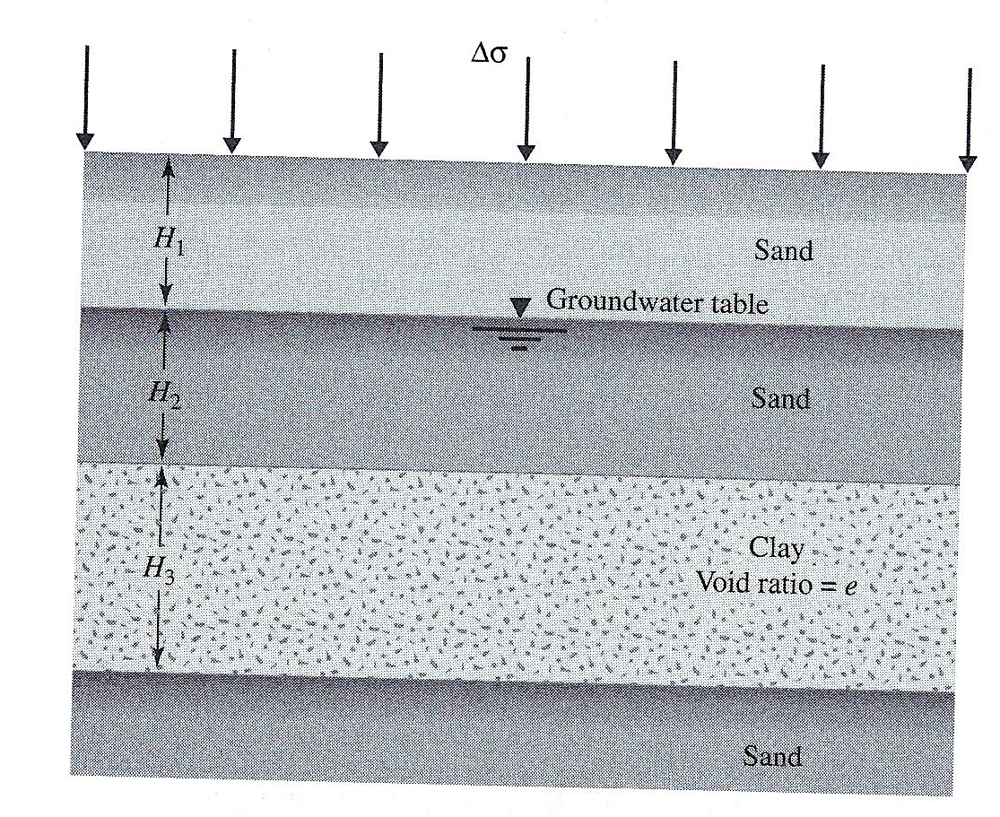 Δσ
H1
Sand
Groundwater table
H2
Sand
Clay
Void ratio = e
H3
Sand